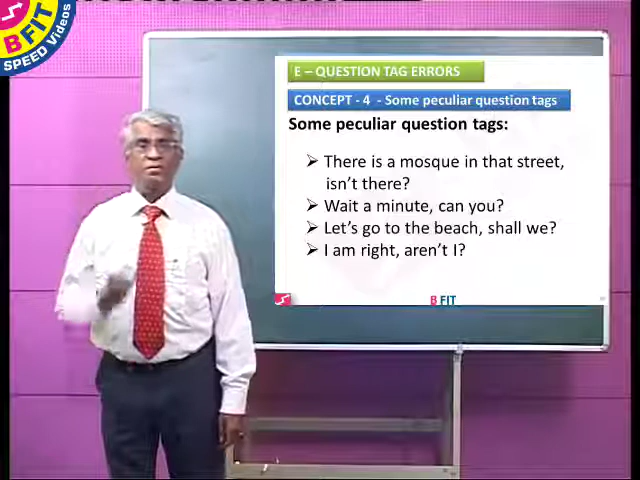 B FIT
SPEED Videos
E – QUESTION TAG ERRORS
CONCEPT - 4 - Some peculiar question tags
Some peculiar question tags:
➢ There is a mosque in that street,
isn't there?
➢ Wait a minute, can you?
➢ Let's go to the beach, shall we?
➢ I am right, aren't I?
B FIT